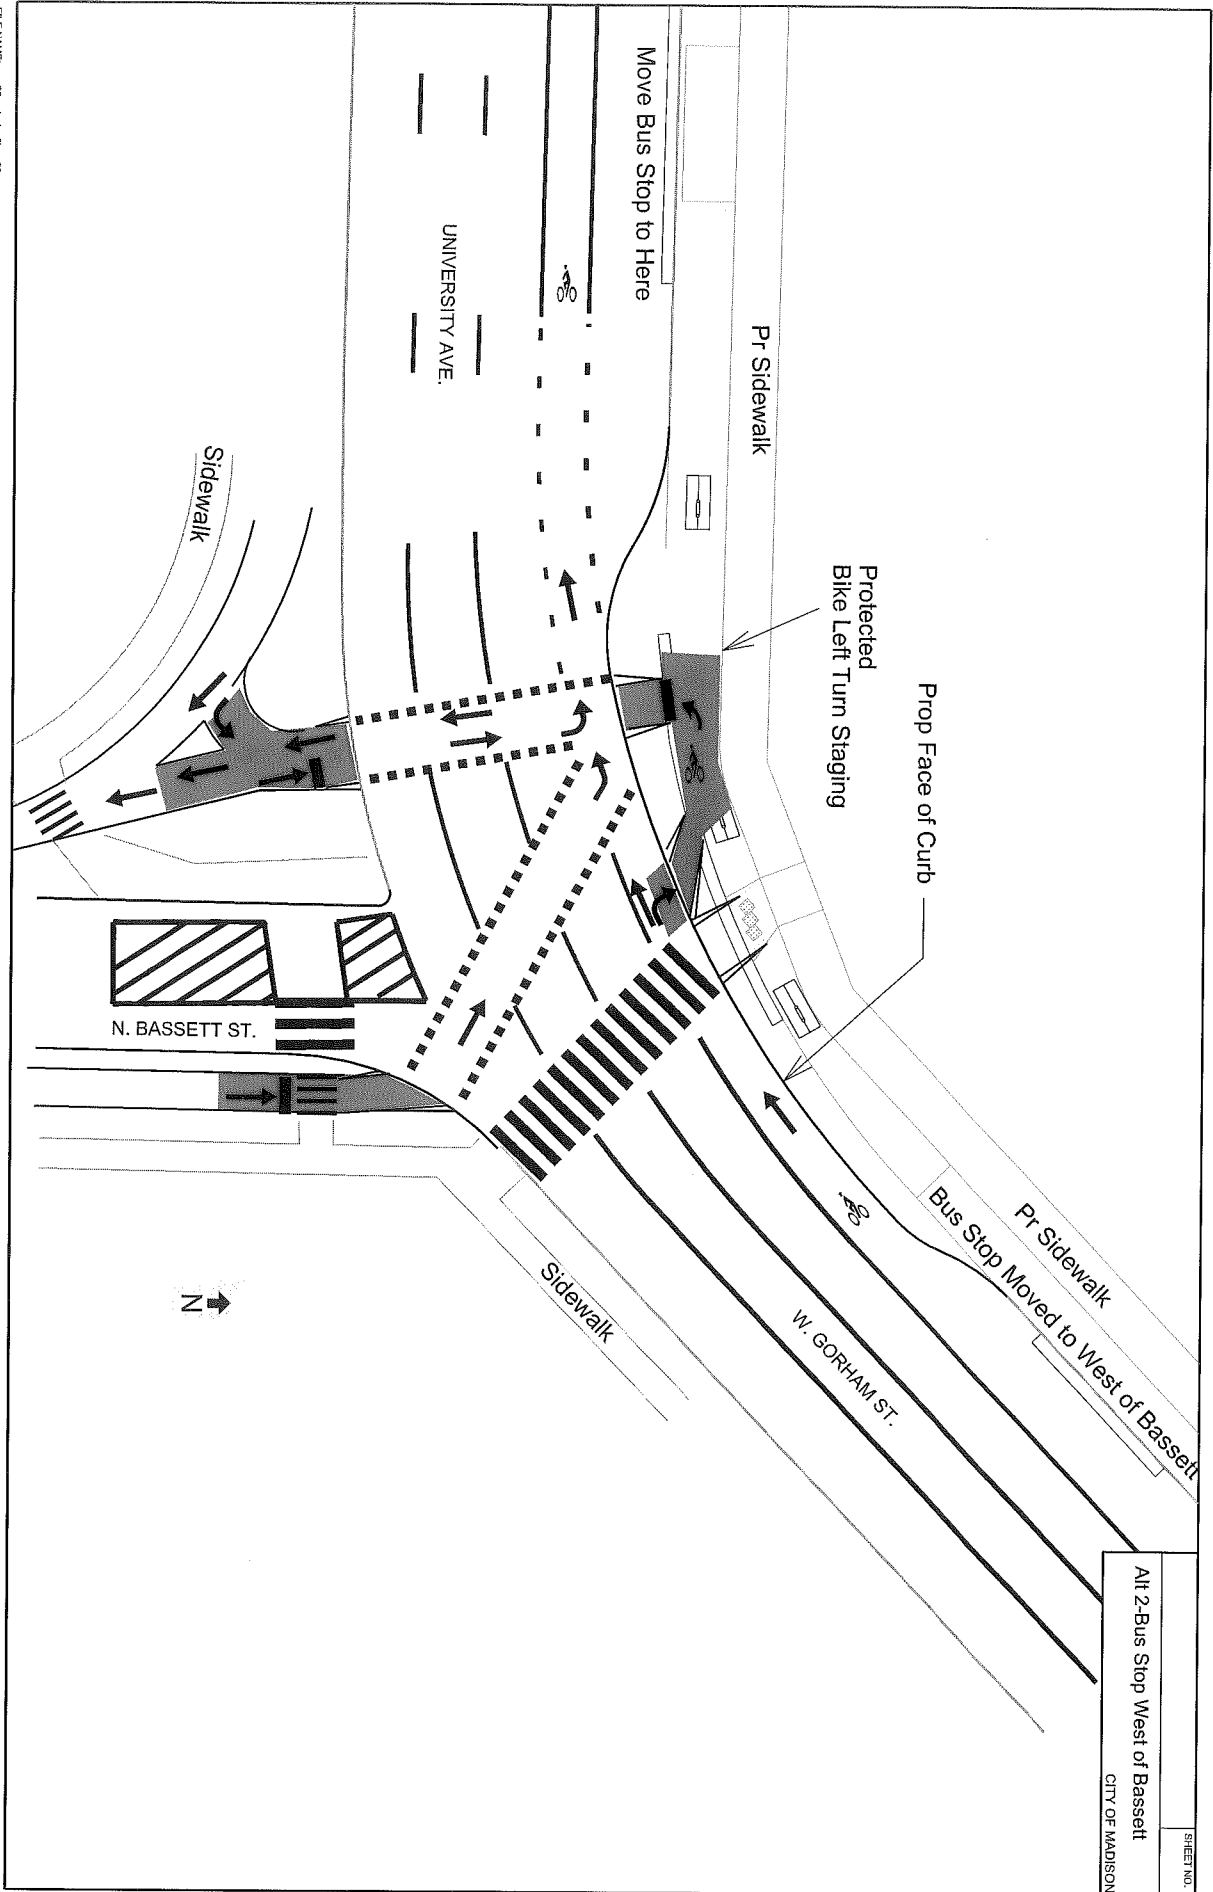 Move Bus Stop to Here
Pr Sidewalk
UNIVERSITY AVE.
Sidewalk
Protected
Bike Left Turn Staging
Prop Face of Curb
N. BASSETT ST.
N
Sidewalk
W. GORHAM ST.
Pr Sidewalk
Bus Stop Moved to West of Bassett
SHEET NO.
Alt 2-Bus Stop West of Bassett
CITY OF MADISON